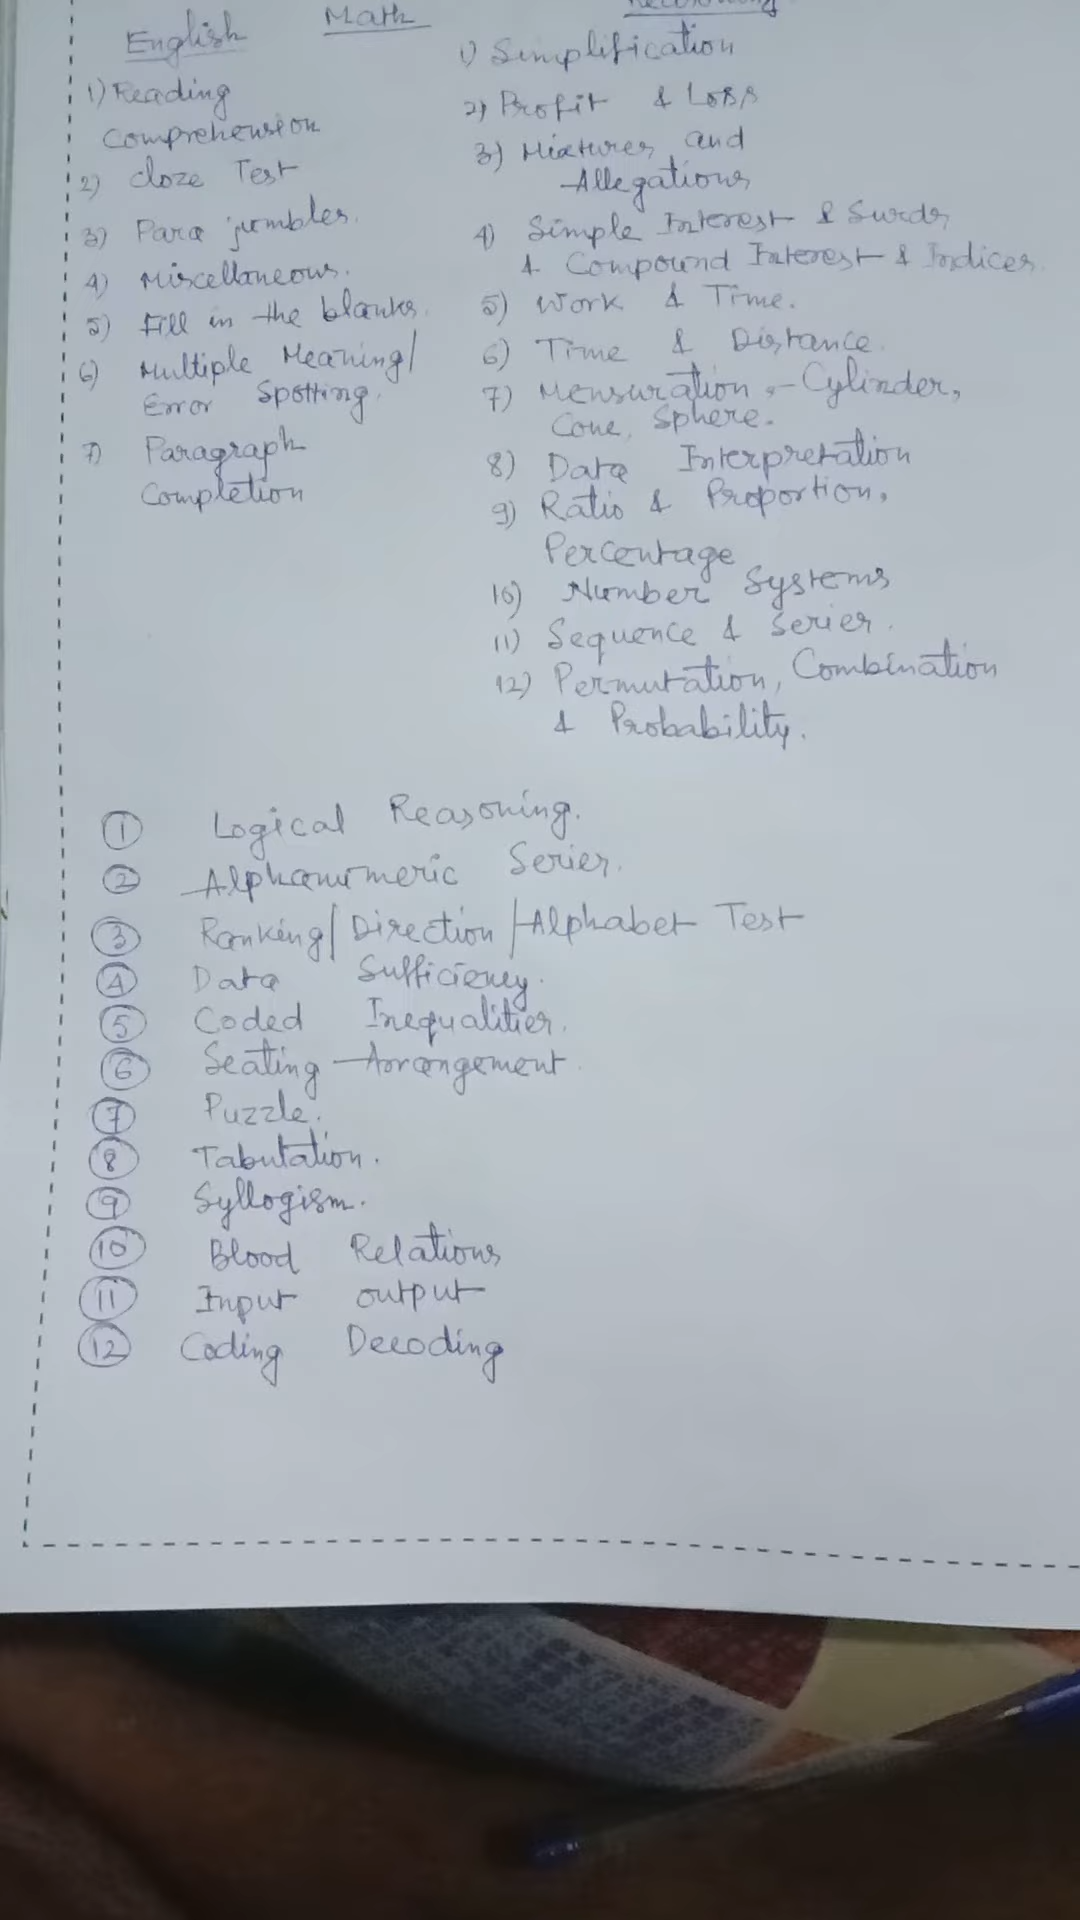 English
Math
Reasoning
1) Reading
Comprehension
2) Cloze Test
3) Para jumbles.
4) Miscellaneous.
5) Fill in the blanks.
6) Multiple Meaning/
Error Spotting.
7) Paragraph
Completion
1) Simplification
2) Profit & Loss
3) Mixtures and
Allegations
4) Simple Interest & Surds
& Compound Interest & Indices
5) Work & Time.
6) Time & Distance.
7) Mensuration - Cylinder,
Cone, Sphere.
8) Data Interpretation
9) Ratio & Proportion,
Percentage
10) Number Systems
11) Sequence & Series.
12) Permutation, Combination
& Probability.
1 Logical Reasoning.
2 Alphanumeric Series.
3 Ranking/Direction/Alphabet Test
4 Data Sufficiency.
5 Coded Inequalities.
6 Seating Arrangement.
7 Puzzle.
8 Tabutation.
9 Syllogism.
10 Blood Relations
11 Input output
12 Coding Decoding